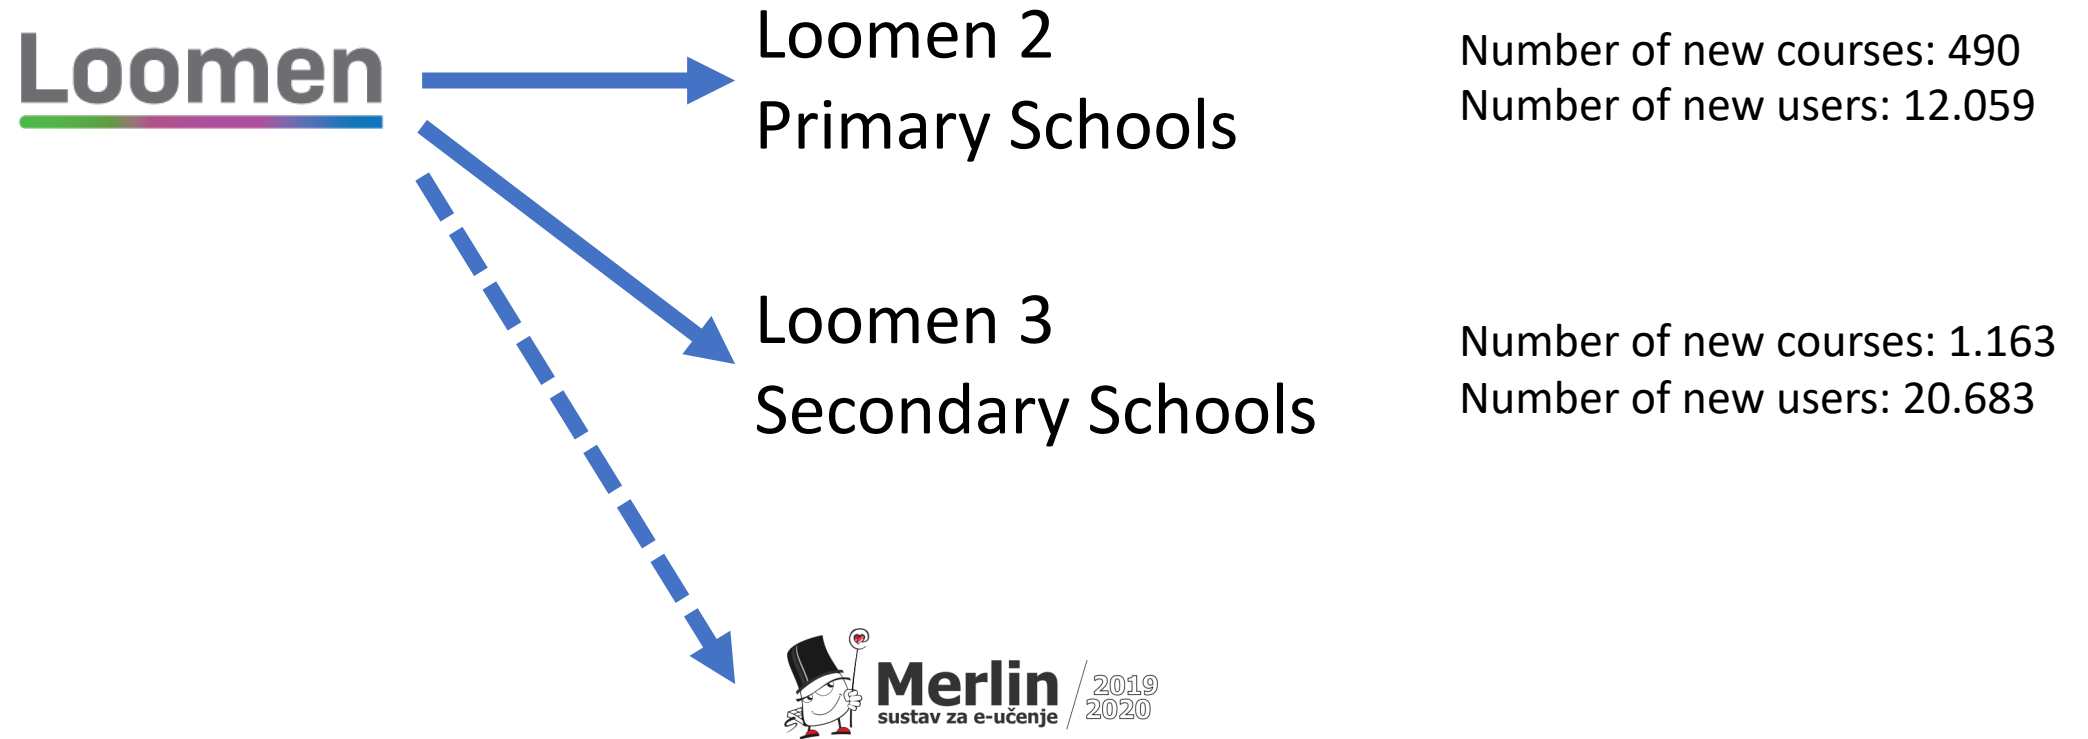 Loomen
Loomen 2
Primary Schools
Number of new courses: 490
Number of new users: 12.059
Loomen 3
Secondary Schools
Number of new courses: 1.163
Number of new users: 20.683
Merlin
sustav za e-učenje
2019
2020